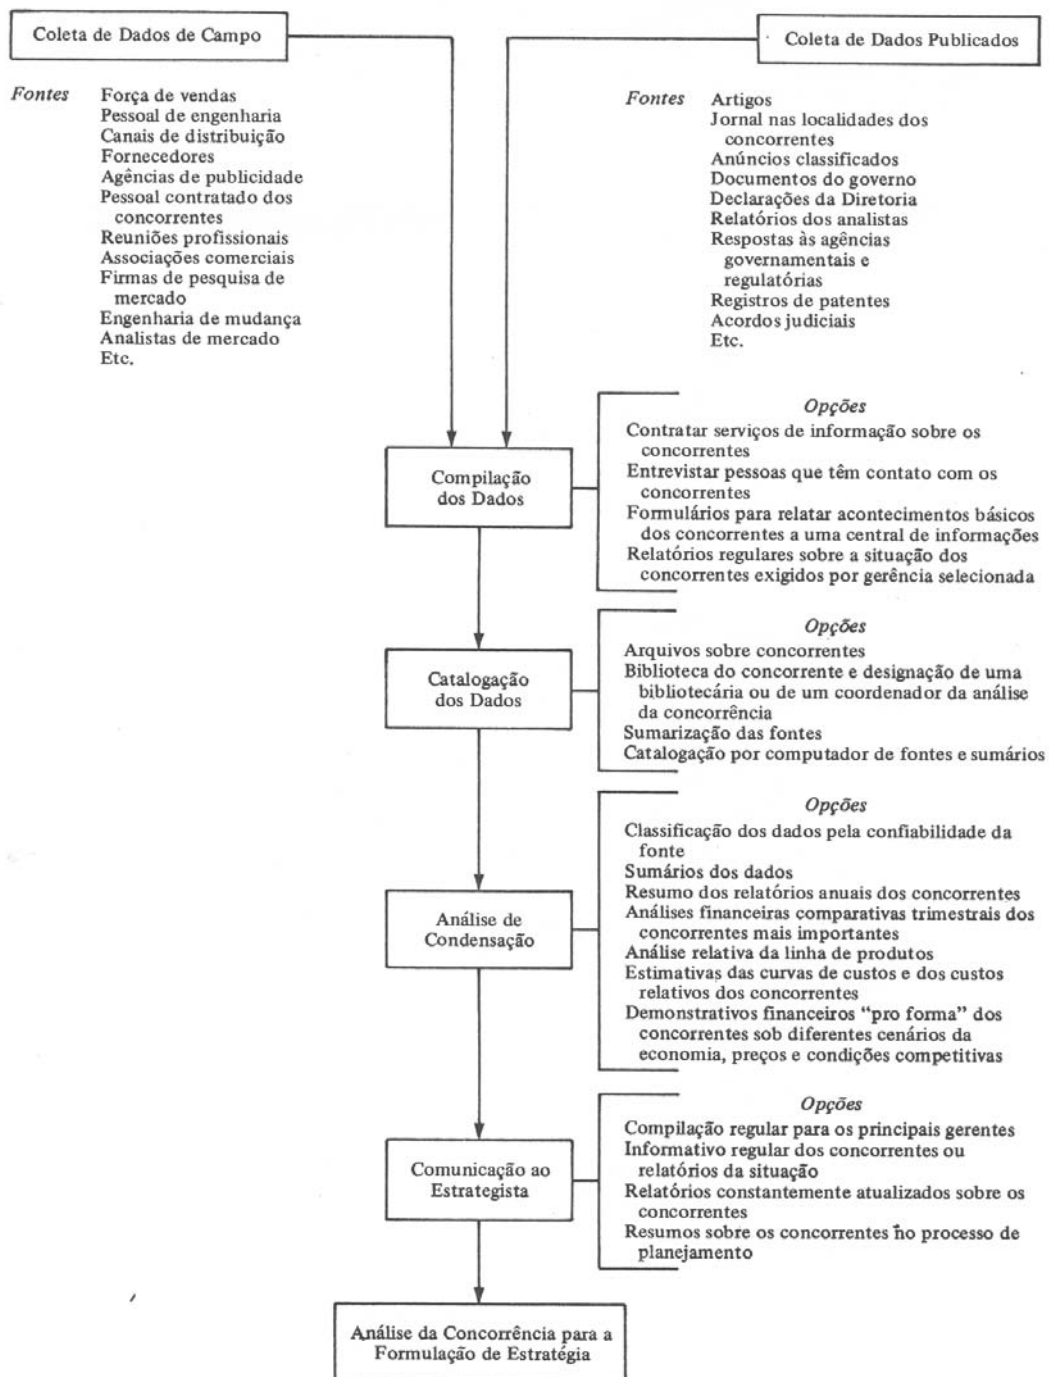 Coleta de Dados de Campo
Coleta de Dados Publicados
Fontes Força de vendas
Pessoal de engenharia
Canais de distribuição
Fornecedores
Agências de publicidade
Pessoal contratado dos
concorrentes
Reuniões profissionais
Associações comerciais
Firmas de pesquisa de
mercado
Engenharia de mudança
Analistas de mercado
Etc.
Fontes Artigos
Jornal nas localidades dos
concorrentes
Anúncios classificados
Documentos do governo
Declarações da Diretoria
Relatórios dos analistas
Respostas às agências
governamentais e
regulatórias
Registros de patentes
Acordos judiciais
Etc.
Compilação
dos Dados
Opções
Contratar serviços de informação sobre os
concorrentes
Entrevistar pessoas que têm contato com os
concorrentes
Formulários para relatar acontecimentos básicos
dos concorrentes a uma central de informações
Relatórios regulares sobre a situação dos
concorrentes exigidos por gerência selecionada
Catalogação
dos Dados
Opções
Arquivos sobre concorrentes
Biblioteca do concorrente e designação de uma
bibliotecária ou de um coordenador da análise
da concorrência
Sumarização das fontes
Catalogação por computador de fontes e sumários
Análise de
Condensação
Opções
Classificação dos dados pela confiabilidade da
fonte
Sumários dos dados
Resumo dos relatórios anuais dos concorrentes
Análises financeiras comparativas trimestrais dos
concorrentes mais importantes
Análise relativa da linha de produtos
Estimativas das curvas de custos e dos custos
relativos dos concorrentes
Demonstrativos financeiros “pro forma” dos
concorrentes sob diferentes cenários da
economia, preços e condições competitivas
Comunicação ao
Estrategista
Opções
Compilação regular para os principais gerentes
Informativo regular dos concorrentes ou
relatórios da situação
Relatórios constantemente atualizados sobre os
concorrentes
Resumos sobre os concorrentes no processo de
planejamento
Análise da Concorrência para a
Formulação de Estratégia